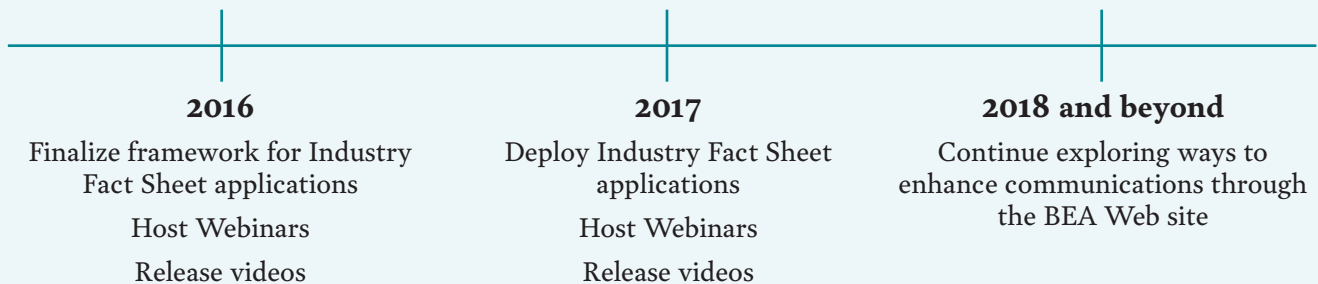 2016
Finalize framework for Industry
Fact Sheet applications
Host Webinars
Release videos
2017
Deploy Industry Fact Sheet
applications
Host Webinars
Release videos
2018 and beyond
Continue exploring ways to
enhance communications through
the BEA Web site